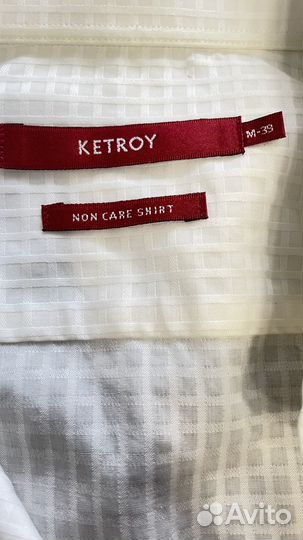 KETROY
M-39
NON CARE SHIRT
Avito